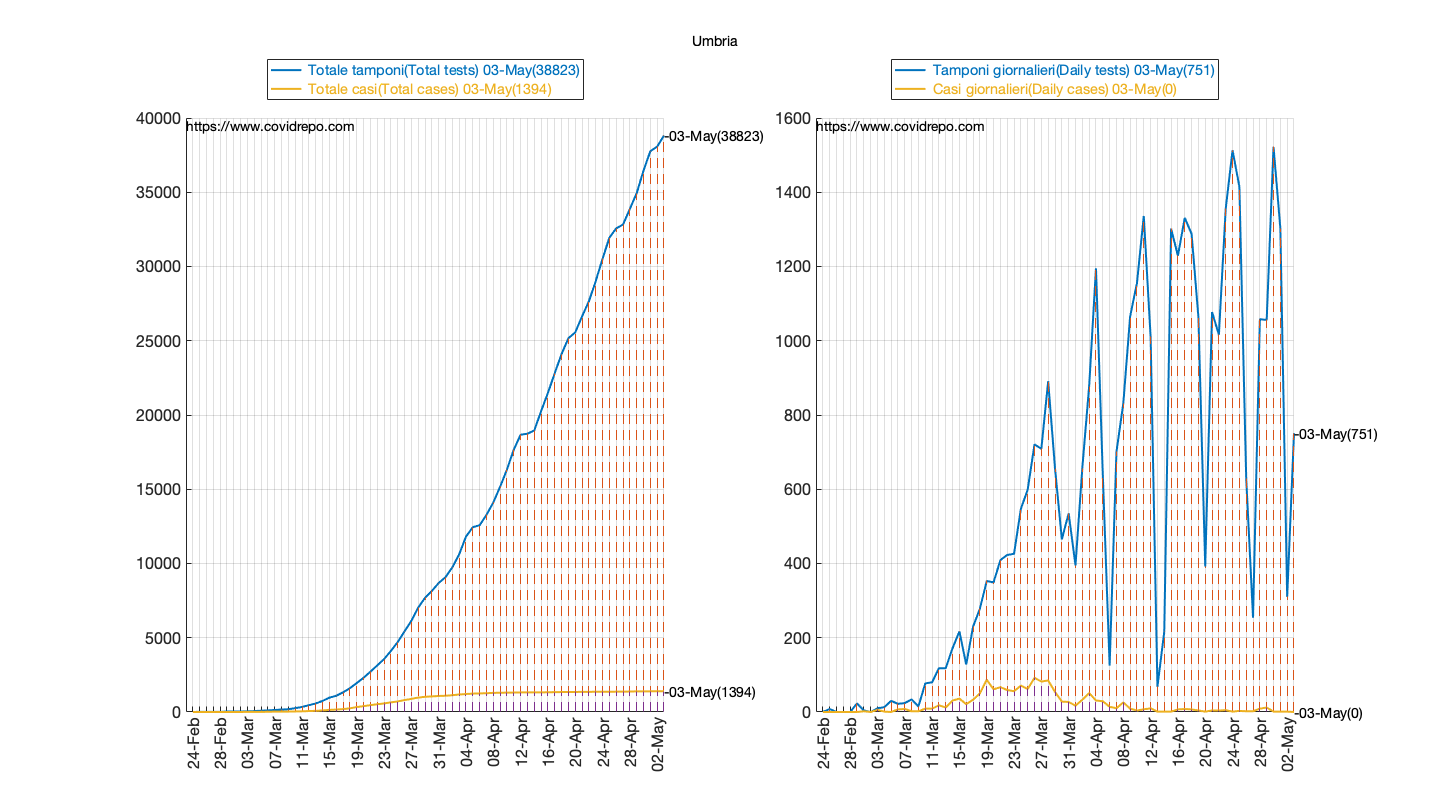 Umbria
Totale tamponi(Total tests) 03-May(38823)
Totale casi(Total cases) 03-May(1394)
40000
35000
30000
25000
20000
15000
10000
5000
0
https://www.covidrepo.com
03-May(38823)
03-May(1394)
24-Feb
28-Feb
03-Mar
07-Mar
11-Mar
15-Mar
19-Mar
23-Mar
27-Mar
31-Mar
04-Apr
08-Apr
12-Apr
16-Apr
20-Apr
24-Apr
28-Apr
02-May
Tamponi giornalieri(Daily tests) 03-May(751)
Casi giornalieri(Daily cases) 03-May(0)
1600
1400
1200
1000
800
600
400
200
0
https://www.covidrepo.com
03-May(751)
03-May(0)
24-Feb
28-Feb
03-Mar
07-Mar
11-Mar
15-Mar
19-Mar
23-Mar
27-Mar
31-Mar
04-Apr
08-Apr
12-Apr
16-Apr
20-Apr
24-Apr
28-Apr
02-May